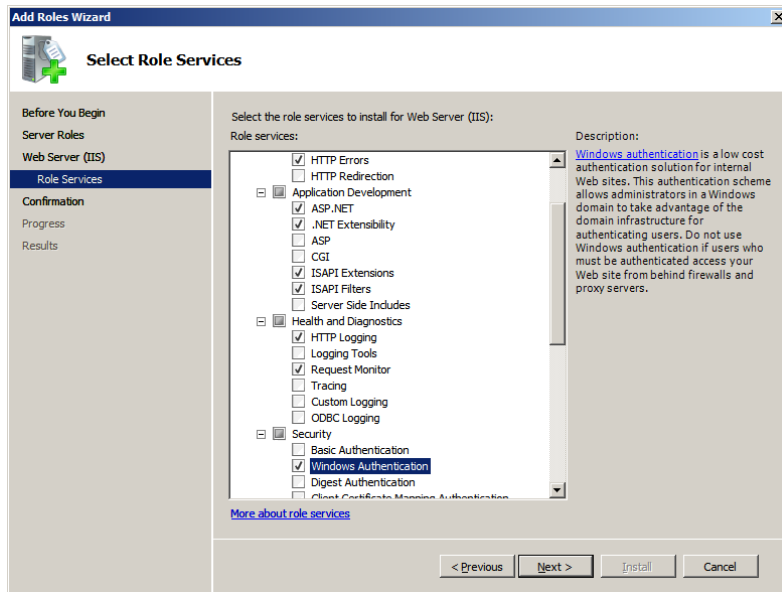 Add Roles Wizard
Select Role Services
Before You Begin
Server Roles
Web Server (IIS)
Role Services
Confirmation
Progress
Results
Select the role services to install for Web Server (IIS):
Role services:
HTTP Errors
HTTP Redirection
Application Development
ASP.NET
.NET Extensibility
ASP
CGI
ISAPI Extensions
ISAPI Filters
Server Side Includes
Health and Diagnostics
HTTP Logging
Logging Tools
Request Monitor
Tracing
Custom Logging
ODBC Logging
Security
Basic Authentication
Windows Authentication
Digest Authentication
Client Certificate Mapping Authentication
More about role services
Description:
Windows authentication is a low cost
authentication solution for internal
Web sites. This authentication scheme
allows administrators in a Windows
domain to take advantage of the
domain infrastructure for
authenticating users. Do not use
Windows authentication if users who
must be authenticated access your
Web site from behind firewalls and
proxy servers.
< Previous
Next >
Install
Cancel